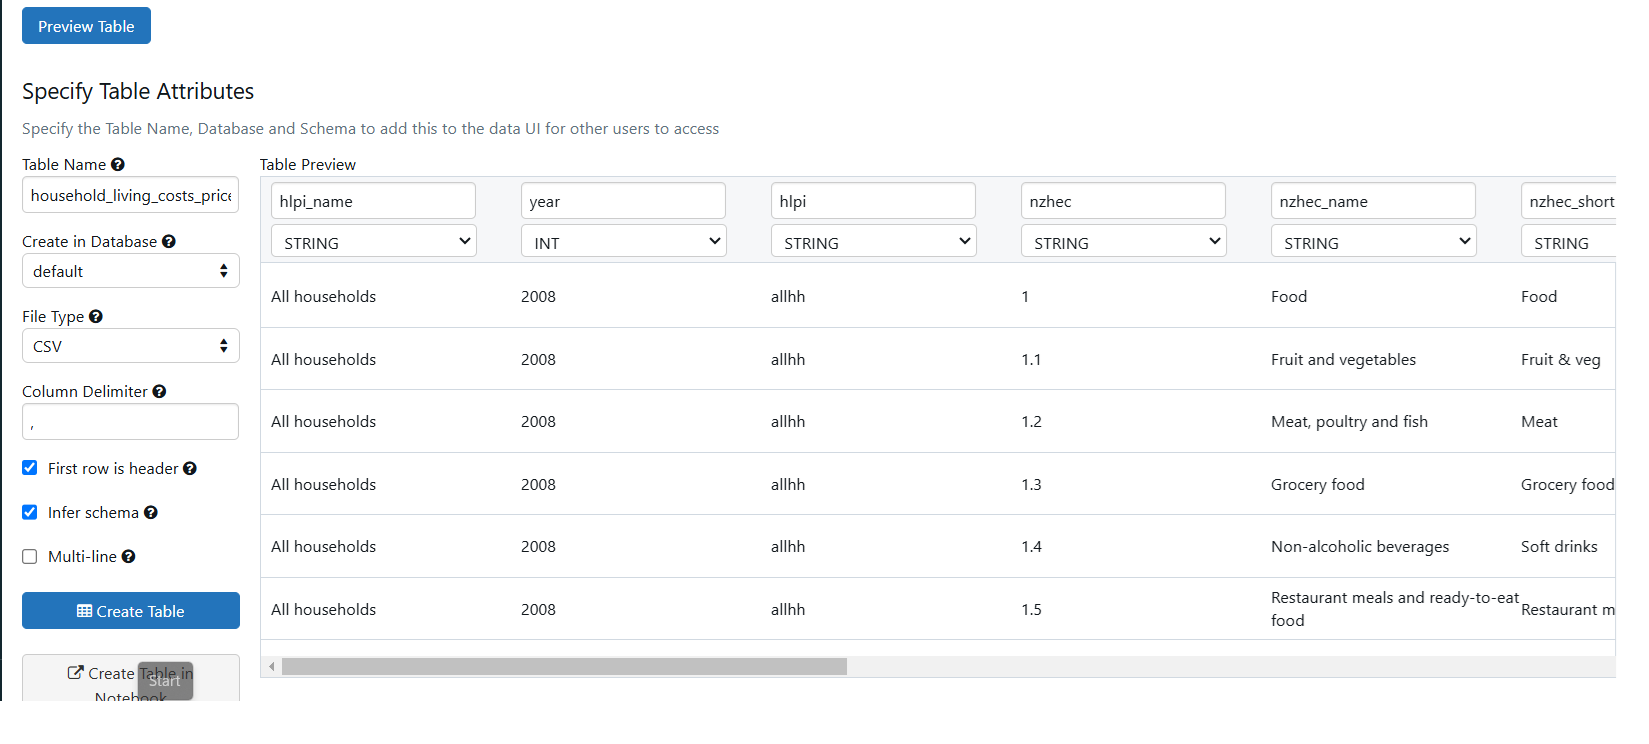 Preview Table
Specify Table Attributes
Specify the Table Name, Database and Schema to add this to the data UI for other users to access
Table Name
household_living_costs_price
Create in Database
default
File Type
CSV
Column Delimiter
,
First row is header
Infer schema
Multi-line
Create Table
Create Table in
Notebook
Start
Table Preview
hlpi_name year hlpi nzhec nzhec_name nzhec_short
STRING INT STRING STRING STRING STRING
All households 2008 allhh 1 Food Food
All households 2008 allhh 1.1 Fruit and vegetables Fruit & veg
All households 2008 allhh 1.2 Meat, poultry and fish Meat
All households 2008 allhh 1.3 Grocery food Grocery food
All households 2008 allhh 1.4 Non-alcoholic beverages Soft drinks
All households 2008 allhh 1.5 Restaurant meals and ready-to-eat food Restaurant m